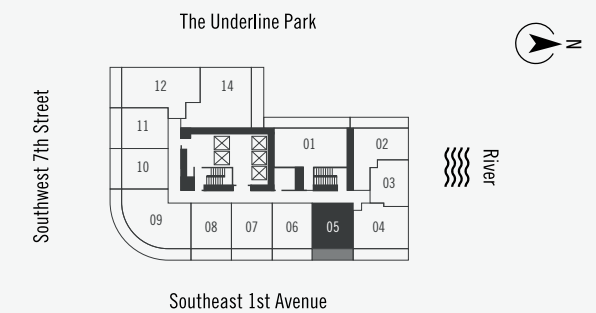 The Underline Park
N
12
14
Southwest 7th Street
11
01
02
River
10
03
09
08
07
06
05
04
Southeast 1st Avenue